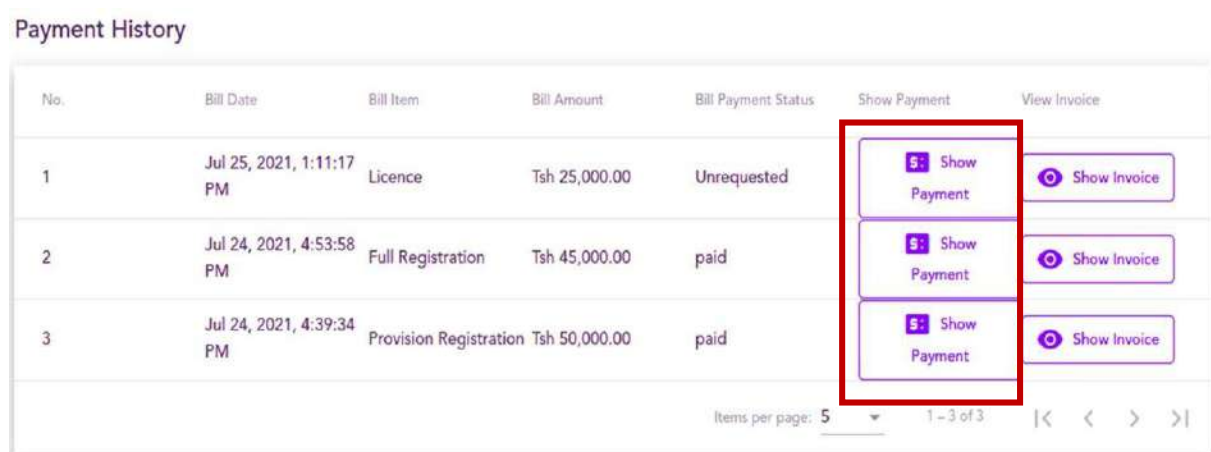 Payment History
No. Bill Date Bill Item Bill Amount Bill Payment Status Show Payment View Invoice
1 Jul 25, 2021, 1:11:17 PM Licence Tsh 25,000.00 Unrequested Show Payment Show Invoice
2 Jul 24, 2021, 4:53:58 PM Full Registration Tsh 45,000.00 paid Show Payment Show Invoice
3 Jul 24, 2021, 4:39:34 PM Provision Registration Tsh 50,000.00 paid Show Payment Show Invoice
Items per page: 5 1 – 3 of 3